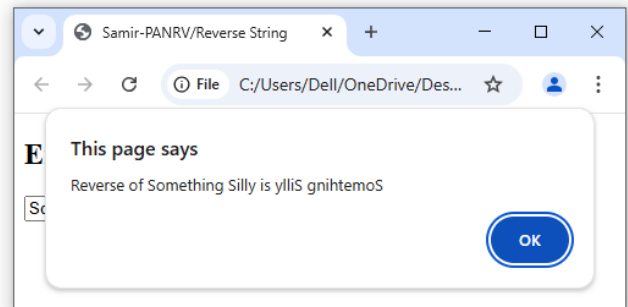 Samir-PANRV/Reverse String
File C:/Users/Dell/OneDrive/Des...
E
This page says
Reverse of Something Silly is ylliS gnihtemoS
So
OK